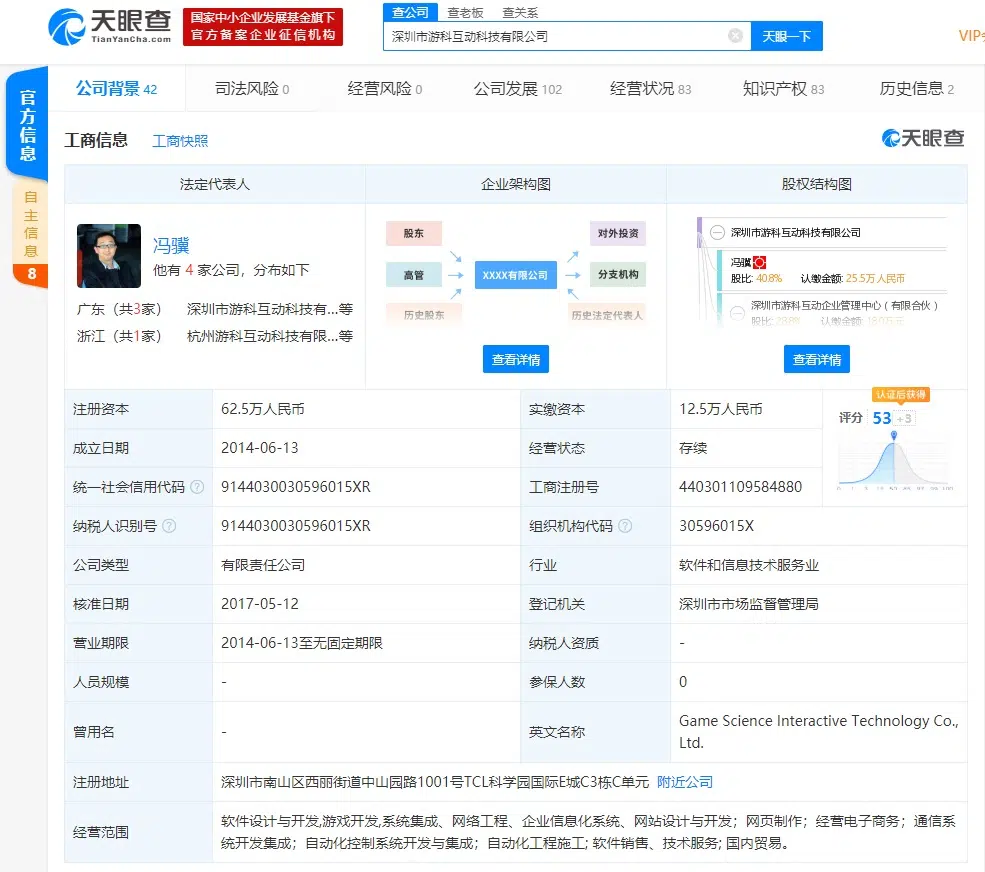 天眼查
TianYanCha.com
国家中小企业发展基金旗下
官方备案企业征信机构
查公司 查老板 查关系
深圳市游科互动科技有限公司
天眼一下
VIP
官方信息
自主信息
8
公司背景 42 司法风险 0 经营风险 0 公司发展 102 经营状况 83 知识产权 83 历史信息 2
工商信息 工商快照
天眼查
法定代表人 企业架构图 股权结构图
冯骥
他有 4 家公司，分布如下
广东（共3家） 深圳市游科互动科技有...等
浙江（共1家） 杭州游科互动科技有限...等
股东
高管
历史股东
XXXX有限公司
对外投资
分支机构
历史法定代表人
查看详情
深圳市游科互动科技有限公司
冯骥
股比: 40.8% 认缴金额: 25.5万人民币
深圳市游科互动企业管理中心（有限合伙）
查看详情
注册资本 62.5万人民币 实缴资本 12.5万人民币
认证后获得
评分 53 +3
成立日期 2014-06-13 经营状态 存续
统一社会信用代码 ? 9144030030596015XR 工商注册号 440301109584880
纳税人识别号 ? 9144030030596015XR 组织机构代码 ? 30596015X
公司类型 有限责任公司 行业 软件和信息技术服务业
核准日期 2017-05-12 登记机关 深圳市市场监督管理局
营业期限 2014-06-13至无固定期限 纳税人资质 -
人员规模 - 参保人数 0
曾用名 - 英文名称 Game Science Interactive Technology Co.,
Ltd.
注册地址 深圳市南山区西丽街道中山园路1001号TCL科学园国际E城C3栋C单元 附近公司
经营范围 软件设计与开发,游戏开发,系统集成、网络工程、企业信息化系统、网站设计与开发；网页制作；经营电子商务；通信系
统开发与集成；自动化控制系统开发与集成；自动化工程施工; 软件销售、技术服务; 国内贸易。